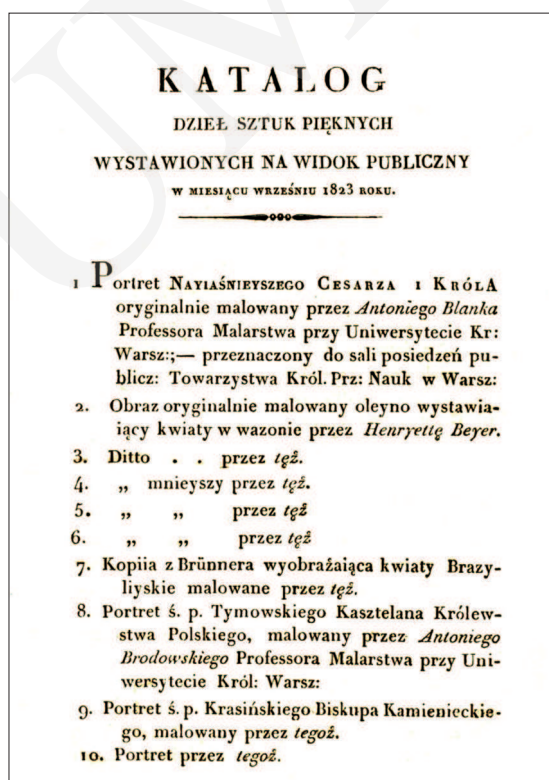 KATALOG
DZIEŁ SZTUK PIĘKNYCH
WYSTAWIONYCH NA WIDOK PUBLICZNY
W MIESIĄCU WRZEŚNIU 1823 ROKU.
1 Portret NAYIAŚNIEYSZEGO CESARZA I KRÓLA
oryginalnie malowany przez Antoniego Blanka
Professora Malarstwa przy Uniwersytecie Kr:
Warsz:;— przeznaczony do sali posiedzeń pu-
blicz: Towarzystwa Król. Prz: Nauk w Warsz:
2. Obraz oryginalnie malowany oleyno wystawia-
iący kwiaty w wazonie przez Henryettę Beyer.
3. Ditto . . przez tęż.
4. „ mnieyszy przez tęż.
5. „ „ przez tęż
6. „ „ przez tęż
7. Kopiia z Brünnera wyobrażaiąca kwiaty Brazy-
liyskie malowane przez tęż.
8. Portret ś. p. Tymowskiego Kasztelana Królew-
stwa Polskiego, malowany przez Antoniego
Brodowskiego Professora Malarstwa przy Uni-
wersytecie Król: Warsz:
9. Portret ś. p. Krasińskiego Biskupa Kamienieckie-
go, malowany przez tegoż.
10. Portret przez tegoż.